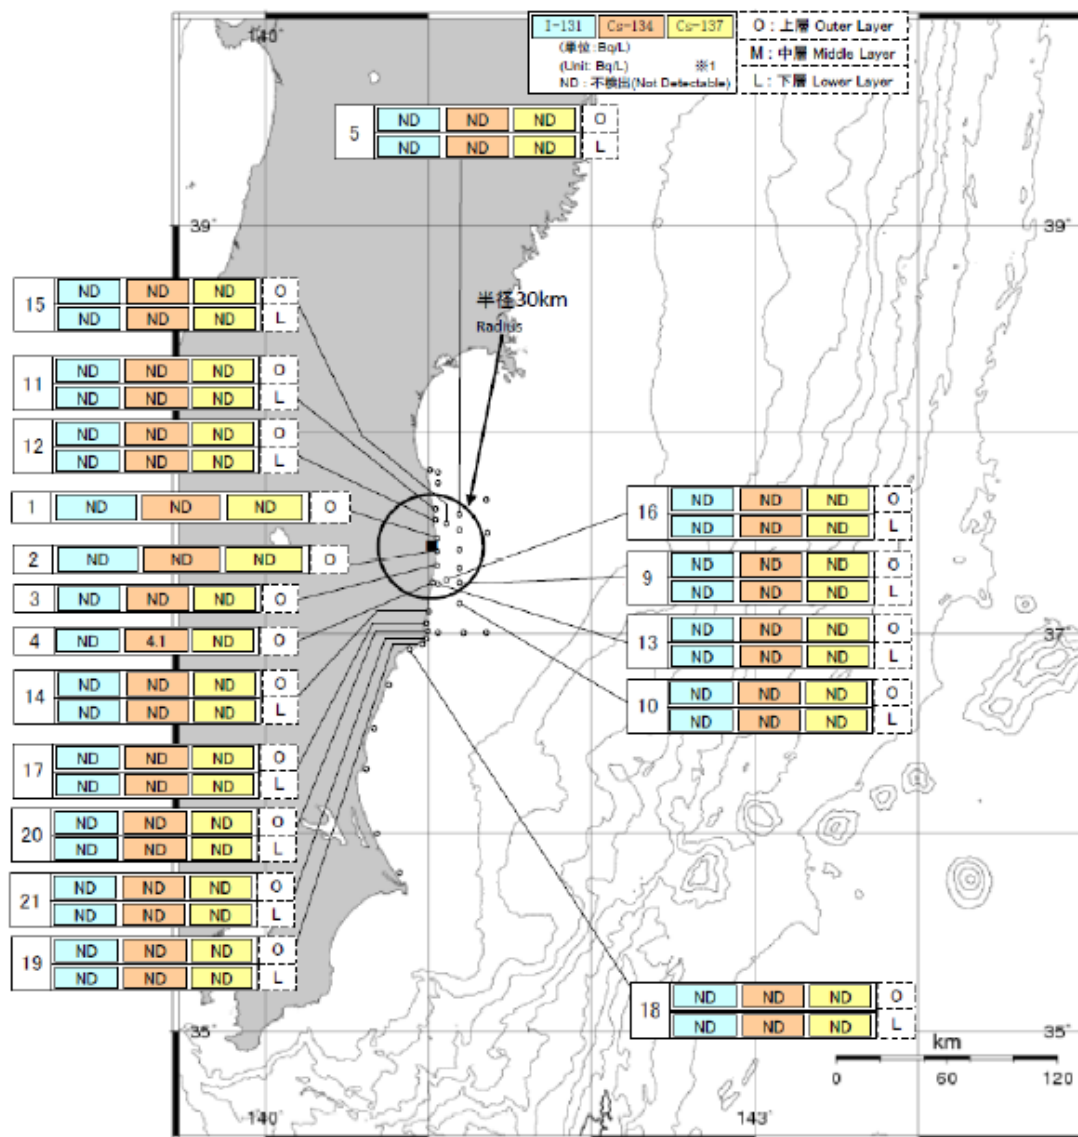 140°
I-131 Cs-134 Cs-137 O : 上層 Outer Layer
(単位:Bq/L)
(Unit: Bq/L) ※1 M : 中層 Middle Layer
ND : 不検出(Not Detectable) L : 下層 Lower Layer
5 ND ND ND O
ND ND ND L
39° 39°
半径30km
Radius
15 ND ND ND O
ND ND ND L
11 ND ND ND O
ND ND ND L
12 ND ND ND O
ND ND ND L
1 ND ND ND O
2 ND ND ND O
3 ND ND ND O
4 ND 4.1 ND O
14 ND ND ND O
ND ND ND L
17 ND ND ND O
ND ND ND L
20 ND ND ND O
ND ND ND L
21 ND ND ND O
ND ND ND L
19 ND ND ND O
ND ND ND L
16 ND ND ND O
ND ND ND L
9 ND ND ND O
ND ND ND L
13 ND ND ND O
ND ND ND L
37°
10 ND ND ND O
ND ND ND L
18 ND ND ND O
ND ND ND L
35° 35°
km
0 60 120
140° 143°